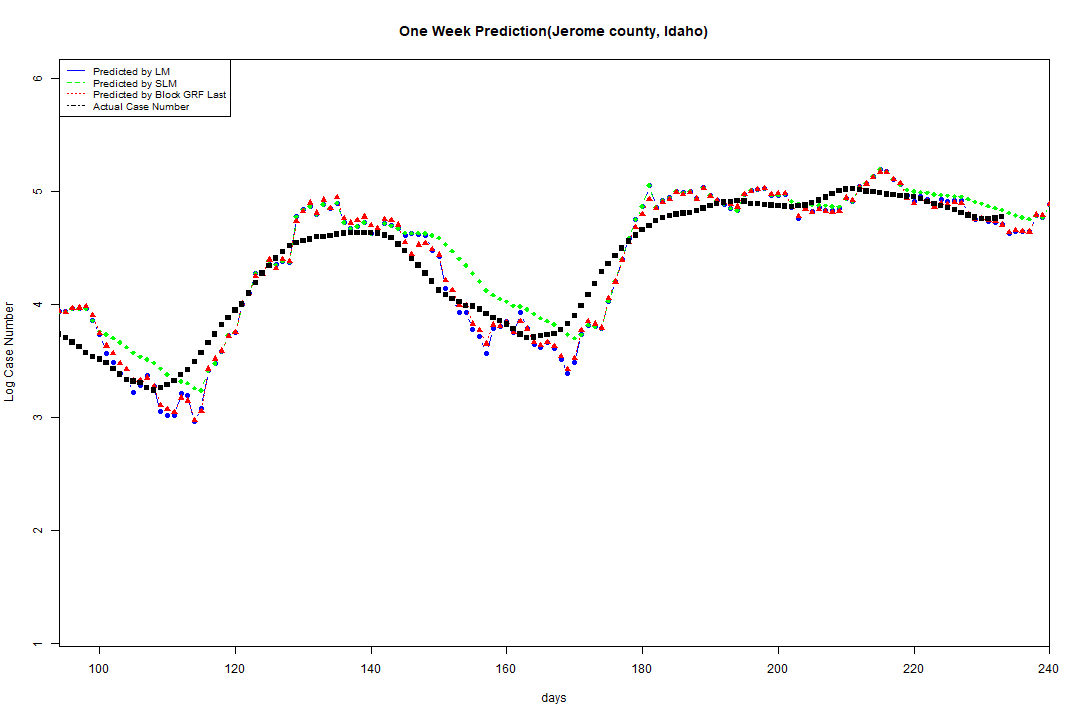 One Week Prediction(Jerome county, Idaho)
Predicted by LM
Predicted by SLM
Predicted by Block GRF Last
Actual Case Number
6
5
4
3
2
1
Log Case Number
100 120 140 160 180 200 220 240
days